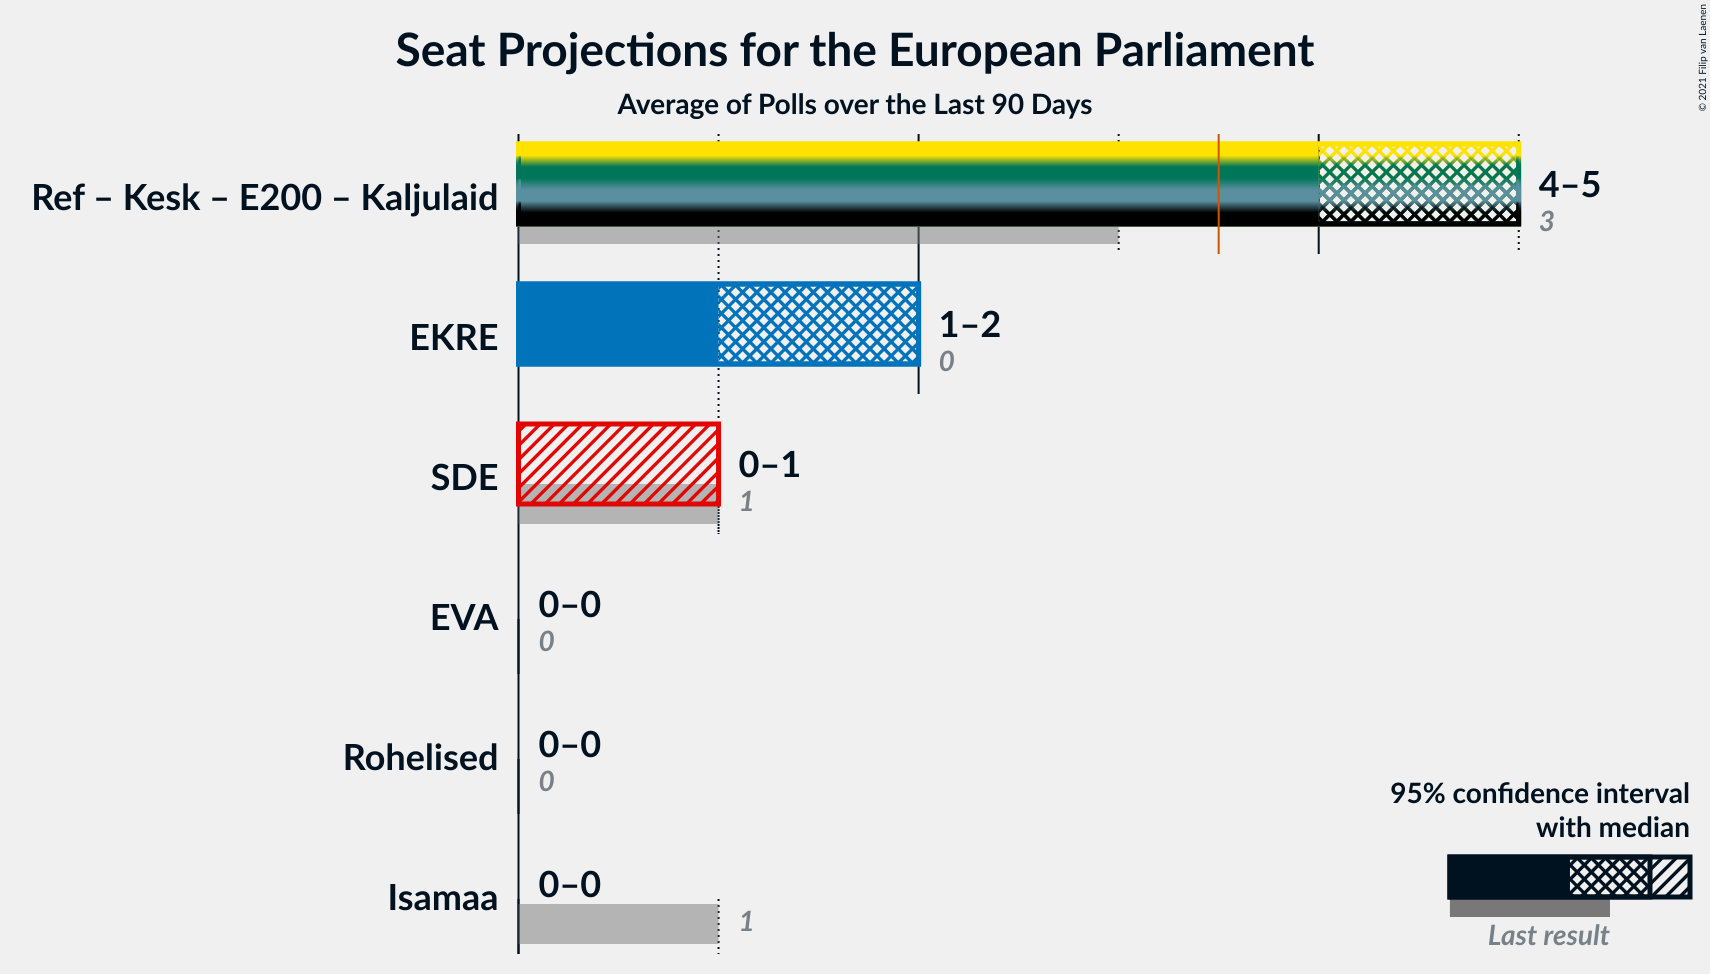 Seat Projections for the European Parliament
Average of Polls over the Last 90 Days
© 2021 Filip van Laenen
Ref – Kesk – E200 – Kaljulaid
4–5
3
EKRE
1–2
0
SDE
0–1
1
EVA
0–0
0
Rohelised
0–0
0
Isamaa
0–0
1
95% confidence interval
with median
Last result